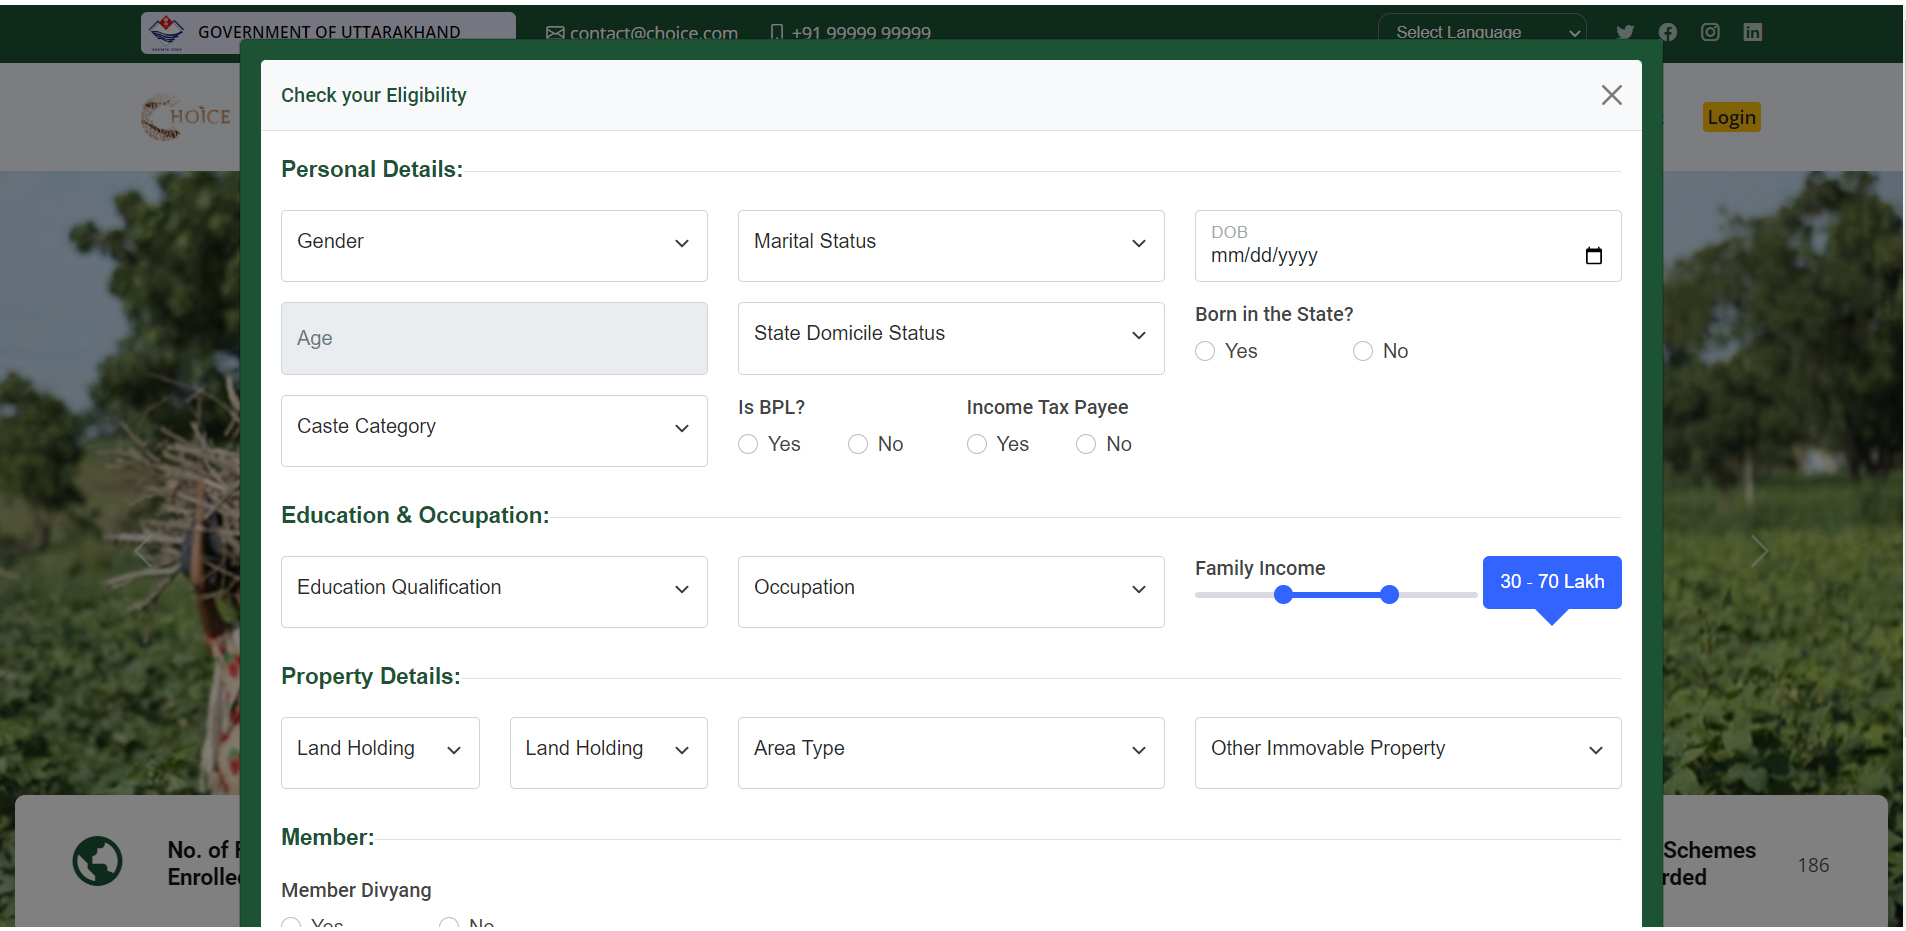 GOVERNMENT OF UTTARAKHAND
contact@choice.com
+91 99999 99999
Select Language
CHOICE
Login
Check your Eligibility
Personal Details:
Gender
Marital Status
DOB
mm/dd/yyyy
Age
State Domicile Status
Born in the State?
Yes
No
Caste Category
Is BPL?
Yes
No
Income Tax Payee
Yes
No
Education & Occupation:
Education Qualification
Occupation
Family Income
30 - 70 Lakh
Property Details:
Land Holding
Land Holding
Area Type
Other Immovable Property
Member:
Member Divyang
Yes
No
No. of
Enrolle
Schemes
rded
186